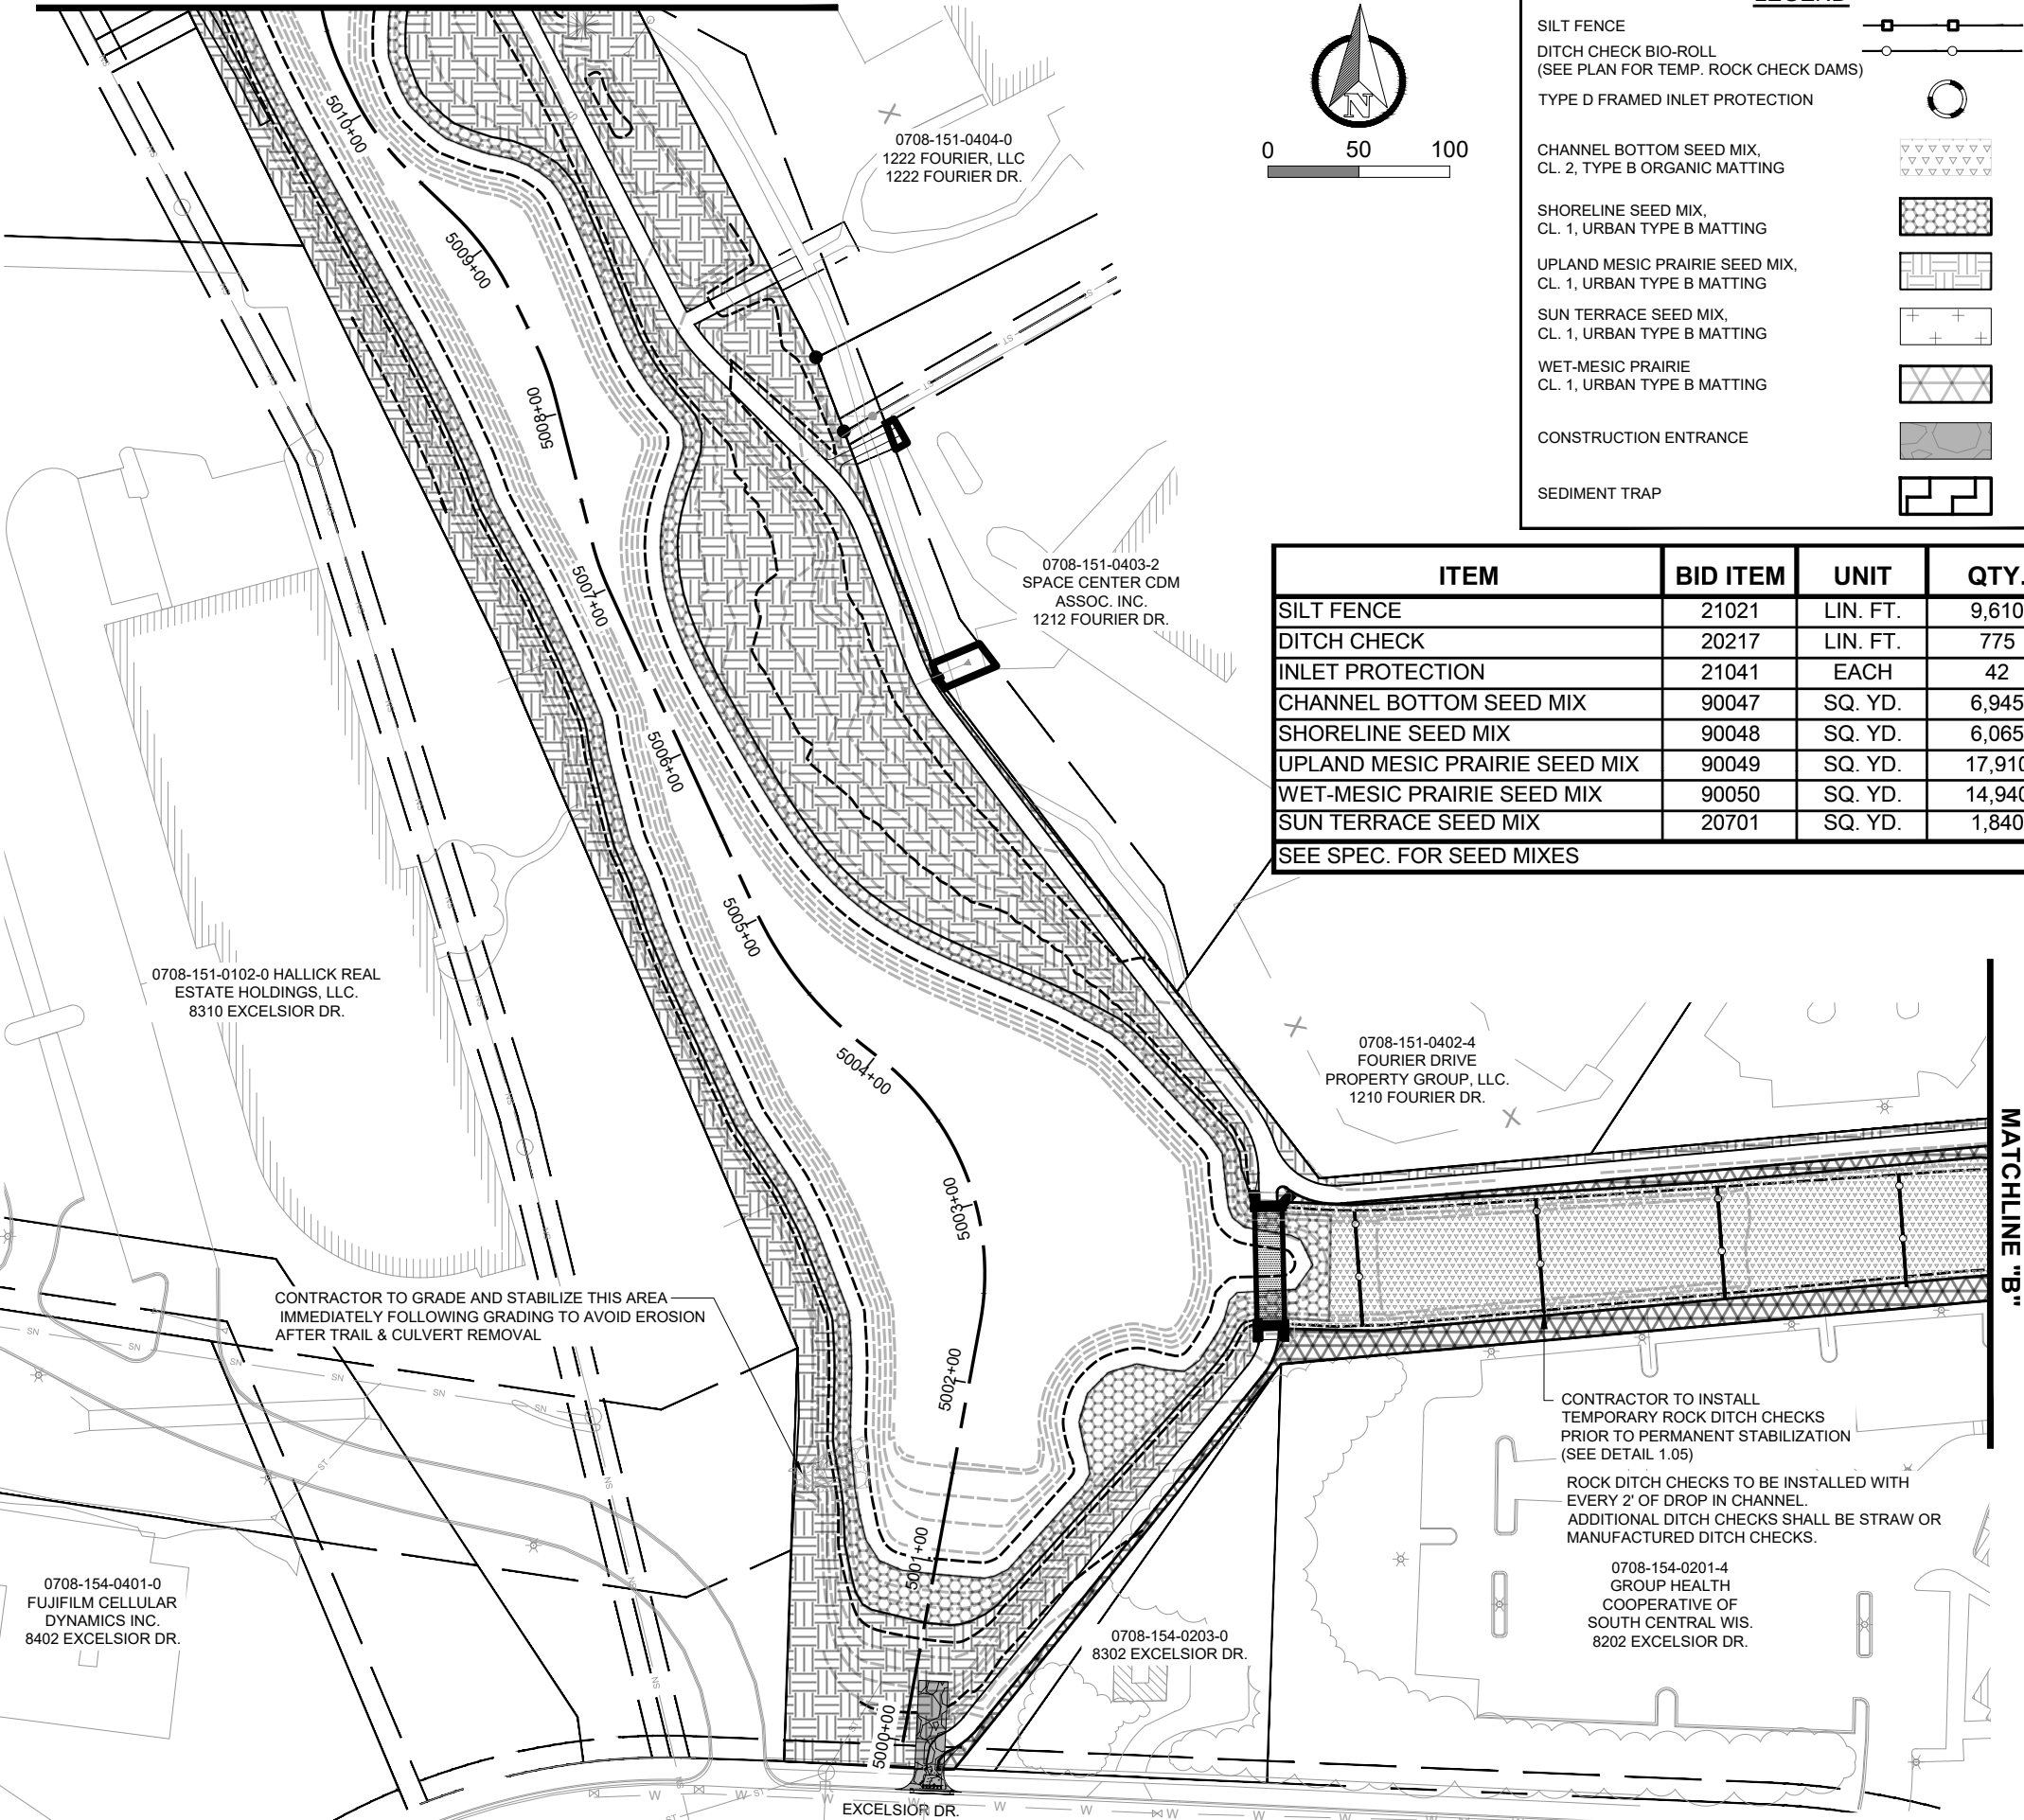 SILT FENCE
DITCH CHECK BIO-ROLL
(SEE PLAN FOR TEMP. ROCK CHECK DAMS)
TYPE D FRAMED INLET PROTECTION
CHANNEL BOTTOM SEED MIX,
CL. 2, TYPE B ORGANIC MATTING
SHORELINE SEED MIX,
CL. 1, URBAN TYPE B MATTING
UPLAND MESIC PRAIRIE SEED MIX,
CL. 1, URBAN TYPE B MATTING
SUN TERRACE SEED MIX,
CL. 1, URBAN TYPE B MATTING
WET-MESIC PRAIRIE
CL. 1, URBAN TYPE B MATTING
CONSTRUCTION ENTRANCE
SEDIMENT TRAP
N
0 50 100
ITEM BID ITEM UNIT QTY.
SILT FENCE 21021 LIN. FT. 9,610
DITCH CHECK 20217 LIN. FT. 775
INLET PROTECTION 21041 EACH 42
CHANNEL BOTTOM SEED MIX 90047 SQ. YD. 6,945
SHORELINE SEED MIX 90048 SQ. YD. 6,065
UPLAND MESIC PRAIRIE SEED MIX 90049 SQ. YD. 17,910
WET-MESIC PRAIRIE SEED MIX 90050 SQ. YD. 14,940
SUN TERRACE SEED MIX 20701 SQ. YD. 1,840
SEE SPEC. FOR SEED MIXES
0708-151-0404-0
1222 FOURIER, LLC
1222 FOURIER DR.
0708-151-0403-2
SPACE CENTER CDM
ASSOC. INC.
1212 FOURIER DR.
5010+00
5009+00
5008+00
5007+00
5006+00
5005+00
5004+00
5003+00
5002+00
5001+00
5000+00
0708-151-0102-0 HALLICK REAL
ESTATE HOLDINGS, LLC.
8310 EXCELSIOR DR.
0708-151-0402-4
FOURIER DRIVE
PROPERTY GROUP, LLC.
1210 FOURIER DR.
MATCHLINE "B"
CONTRACTOR TO GRADE AND STABILIZE THIS AREA
IMMEDIATELY FOLLOWING GRADING TO AVOID EROSION
AFTER TRAIL & CULVERT REMOVAL
CONTRACTOR TO INSTALL
TEMPORARY ROCK DITCH CHECKS
PRIOR TO PERMANENT STABILIZATION
(SEE DETAIL 1.05)
ROCK DITCH CHECKS TO BE INSTALLED WITH
EVERY 2' OF DROP IN CHANNEL.
ADDITIONAL DITCH CHECKS SHALL BE STRAW OR
MANUFACTURED DITCH CHECKS.
0708-154-0201-4
GROUP HEALTH
COOPERATIVE OF
SOUTH CENTRAL WIS.
8202 EXCELSIOR DR.
0708-154-0401-0
FUJIFILM CELLULAR
DYNAMICS INC.
8402 EXCELSIOR DR.
0708-154-0203-0
8302 EXCELSIOR DR.
EXCELSIOR DR.